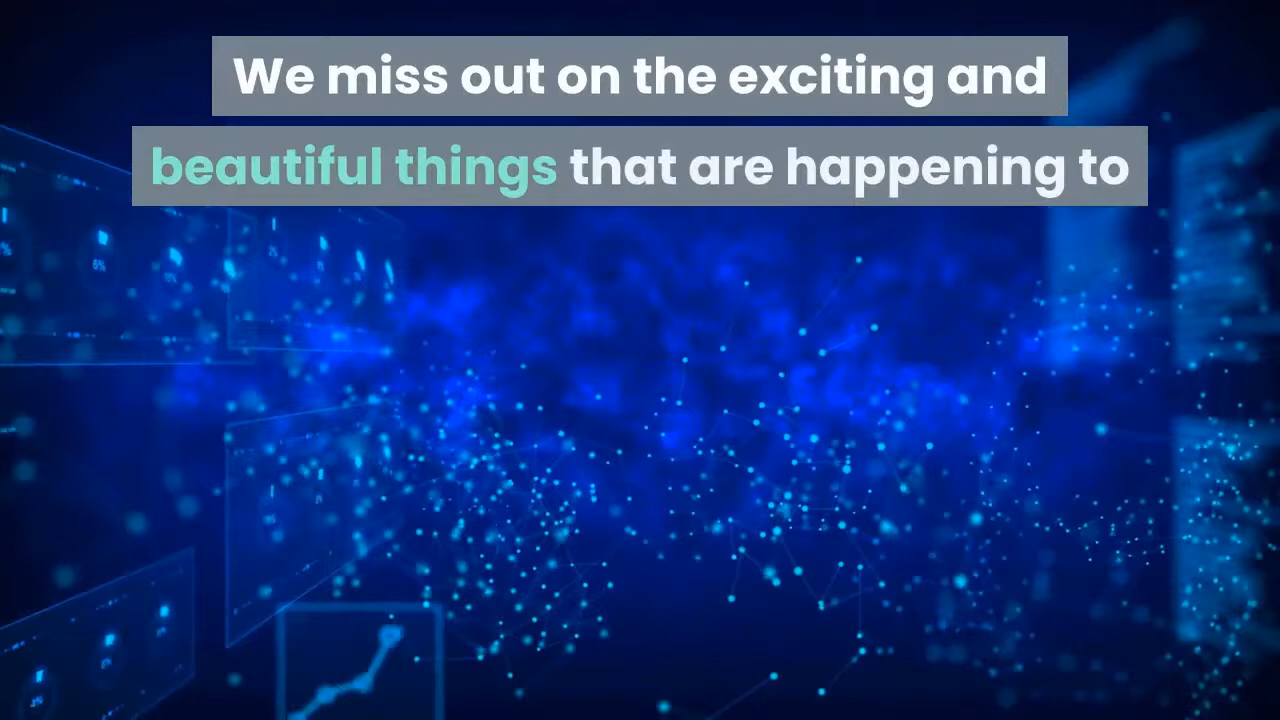 We miss out on the exciting and
beautiful things that are happening to